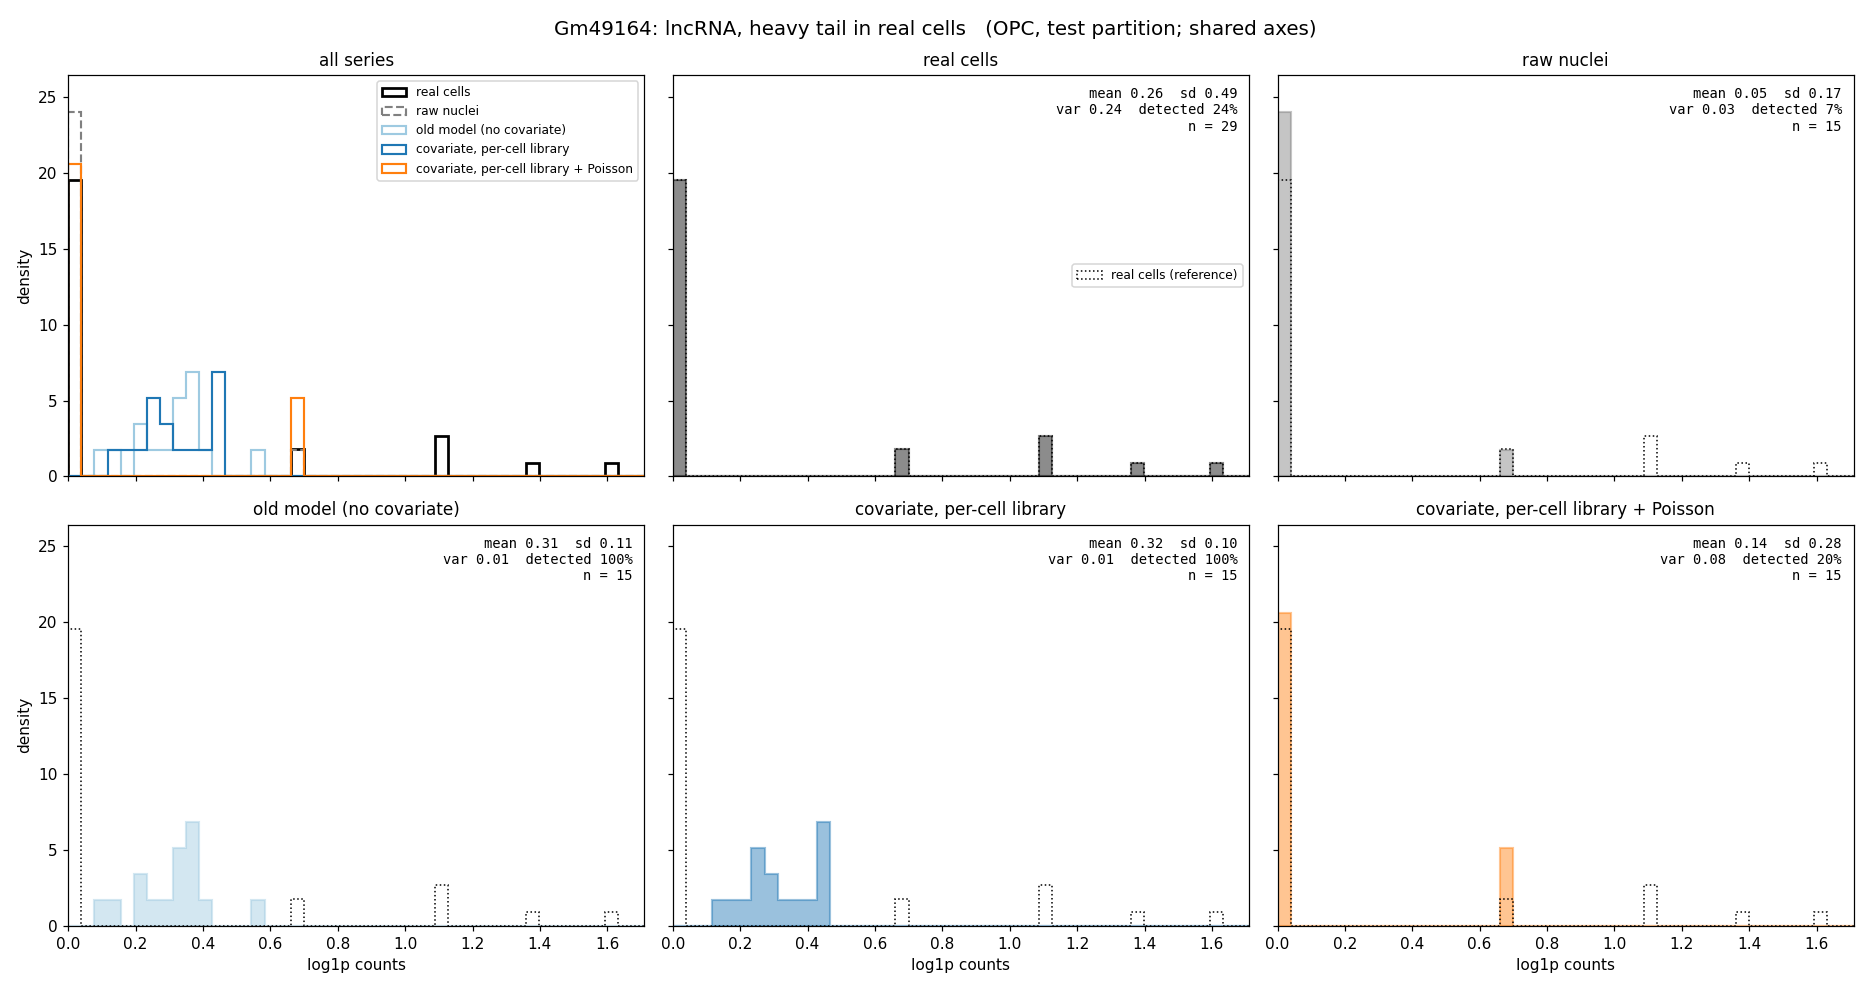 Gm49164: lncRNA, heavy tail in real cells   (OPC, test partition; shared axes)
all series
real cells
raw nuclei
old model (no covariate)
covariate, per-cell library
covariate, per-cell library + Poisson
density
25
20
15
10
5
0
real cells
mean 0.26  sd 0.49
var 0.24  detected 24%
n = 29
real cells (reference)
raw nuclei
mean 0.05  sd 0.17
var 0.03  detected 7%
n = 15
old model (no covariate)
mean 0.31  sd 0.11
var 0.01  detected 100%
n = 15
density
25
20
15
10
5
0
0.0 0.2 0.4 0.6 0.8 1.0 1.2 1.4 1.6
log1p counts
covariate, per-cell library
mean 0.32  sd 0.10
var 0.01  detected 100%
n = 15
0.0 0.2 0.4 0.6 0.8 1.0 1.2 1.4 1.6
log1p counts
covariate, per-cell library + Poisson
mean 0.14  sd 0.28
var 0.08  detected 20%
n = 15
0.0 0.2 0.4 0.6 0.8 1.0 1.2 1.4 1.6
log1p counts